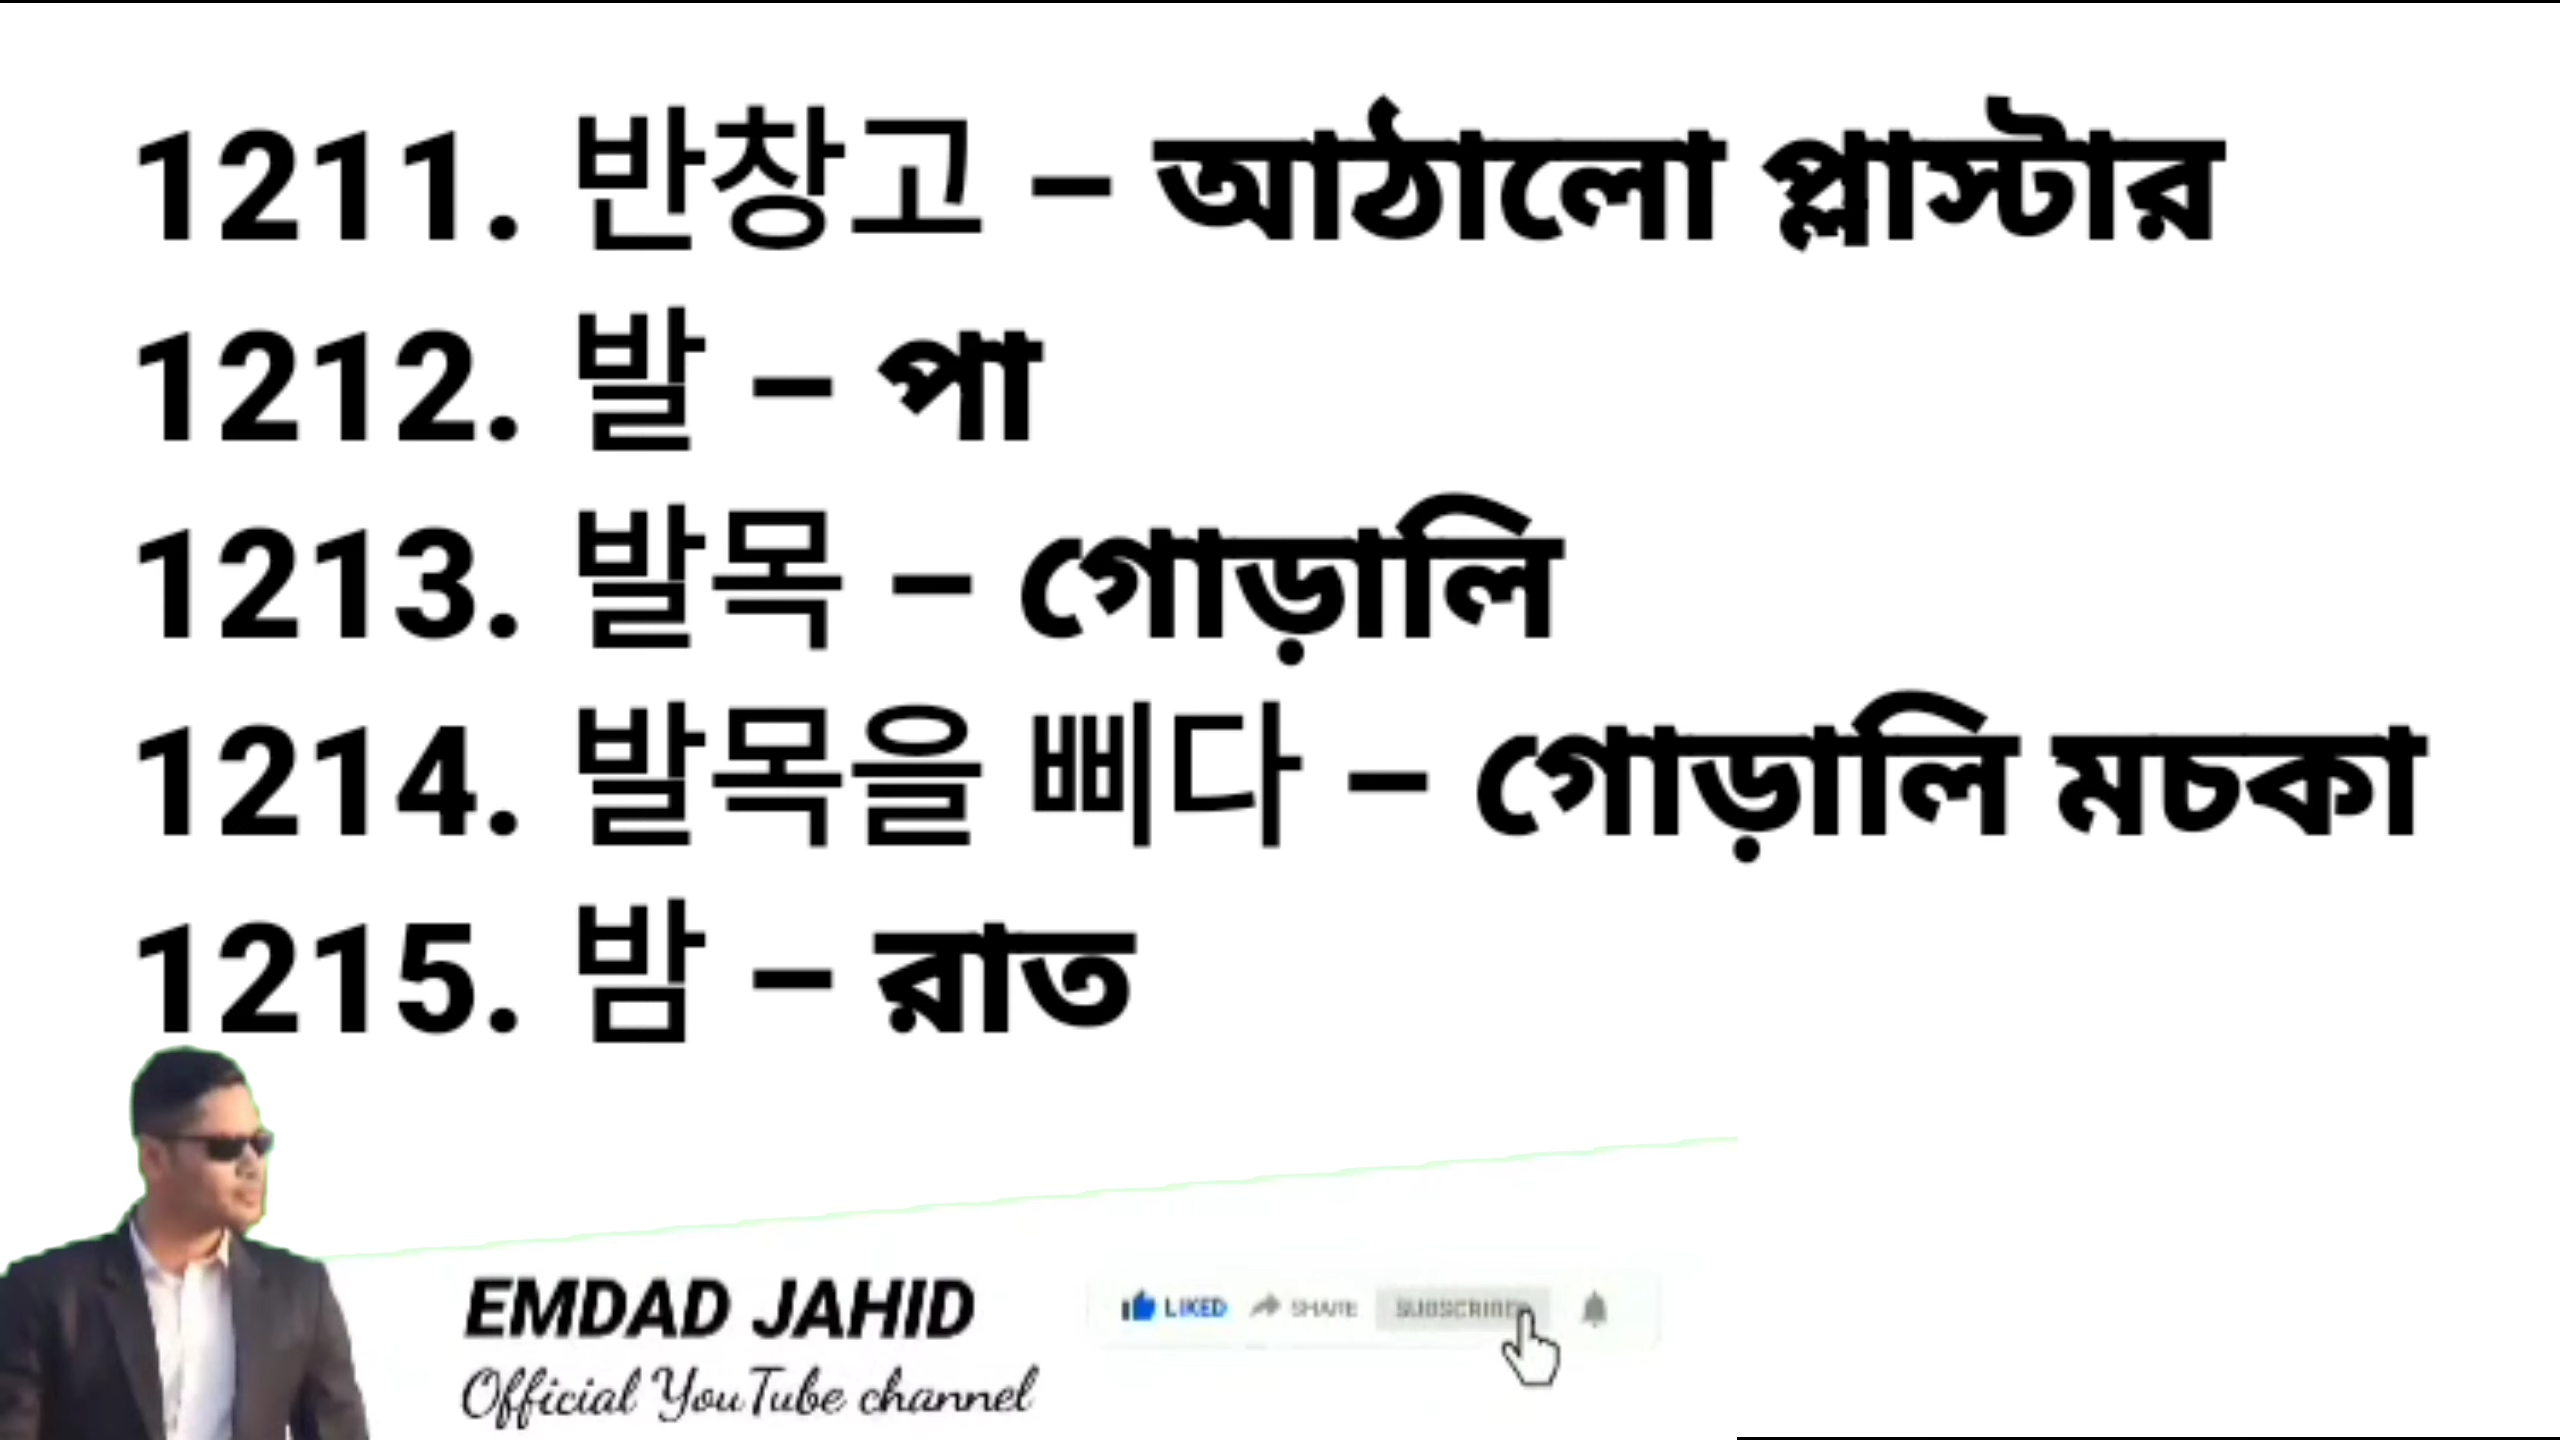 1211. 반창고 – আঠালো প্লাস্টার
1212. 발 – পা
1213. 발목 – গোড়ালি
1214. 발목을 삐다 – গোড়ালি মচকা
1215. 밤 – রাত
EMDAD JAHID
Official YouTube channel
LIKED SHARE SUBSCRIBED